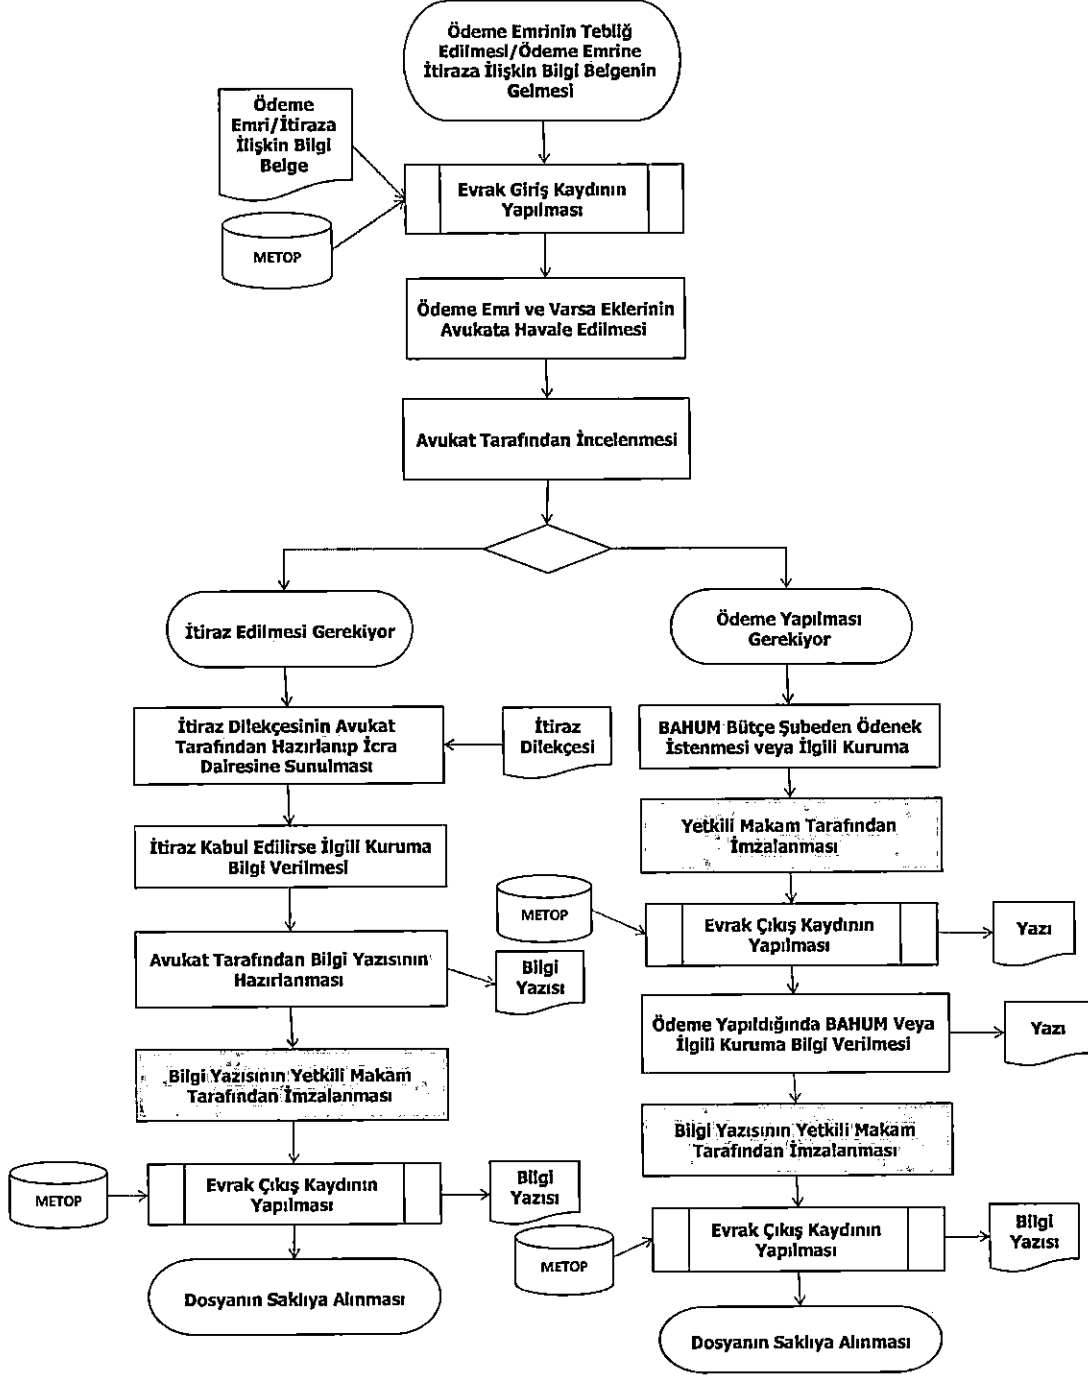 Ödeme Emrinin Tebliğ
Edilmesi/Ödeme Emrine
İtiraza İlişkin Bilgi Belgenin
Gelmesi
Ödeme
Emri/İtiraza
İlişkin Bilgi
Belge
Evrak Giriş Kaydının
Yapılması
METOP
Ödeme Emri ve Varsa Eklerinin
Avukata Havale Edilmesi
Avukat Tarafından İncelenmesi
İtiraz Edilmesi Gerekiyor
Ödeme Yapılması
Gerekiyor
İtiraz Dilekçesinin Avukat
Tarafından Hazırlanıp İcra
Dairesine Sunulması
İtiraz
Dilekçesi
BAHUM Bütçe Şubeden Ödenek
İstenmesi veya İlgili Kuruma
İtiraz Kabul Edilirse İlgili Kuruma
Bilgi Verilmesi
Yetkili Makam Tarafından
İmzalanması
METOP
Evrak Çıkış Kaydının
Yapılması
Yazı
Avukat Tarafından Bilgi Yazısının
Hazırlanması
Bilgi
Yazısı
Ödeme Yapıldığında BAHUM Veya
İlgili Kuruma Bilgi Verilmesi
Yazı
Bilgi Yazısının Yetkili Makam
Tarafından İmzalanması
Bilgi Yazısının Yetkili Makam
Tarafından İmzalanması
METOP
Evrak Çıkış Kaydının
Yapılması
Bilgi
Yazısı
METOP
Evrak Çıkış Kaydının
Yapılması
Bilgi
Yazısı
Dosyanın Saklıya Alınması
Dosyanın Saklıya Alınması